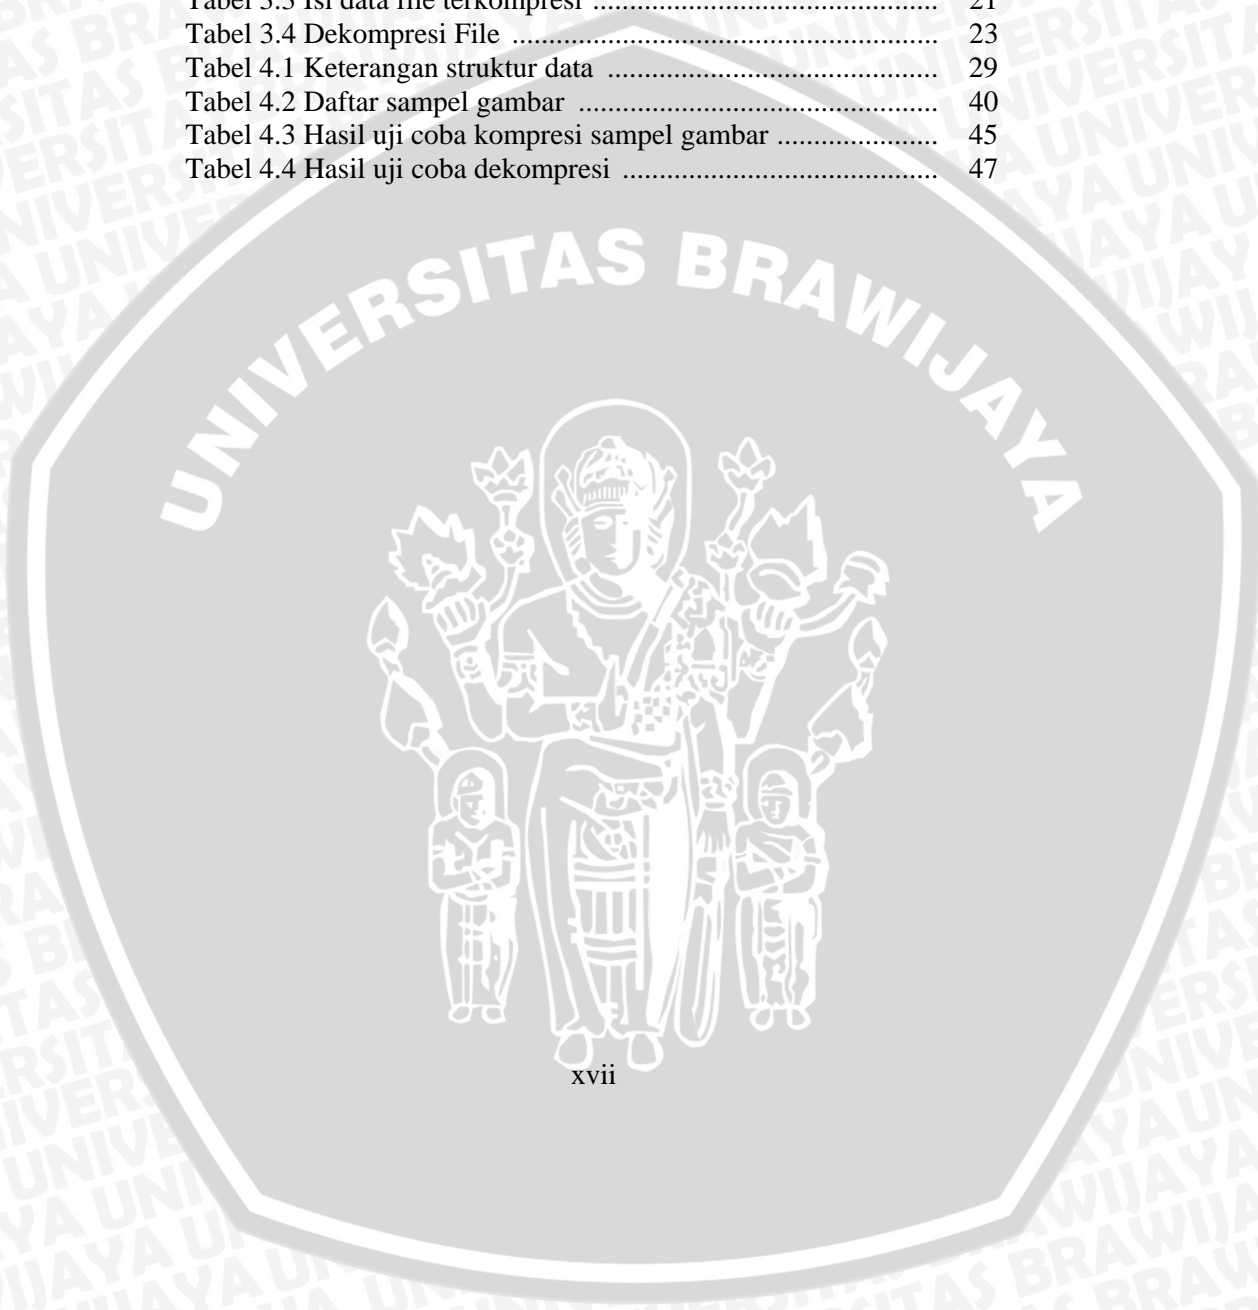 Tabel 3.3 Isi data file terkompresi ............................................ 21
Tabel 3.4 Dekompresi File ...................................................... 23
Tabel 4.1 Keterangan struktur data .......................................... 29
Tabel 4.2 Daftar sampel gambar .............................................. 40
Tabel 4.3 Hasil uji coba kompresi sampel gambar .................... 45
Tabel 4.4 Hasil uji coba dekompresi ........................................ 47
UNIVERSITAS BRAWIJAYA
xvii